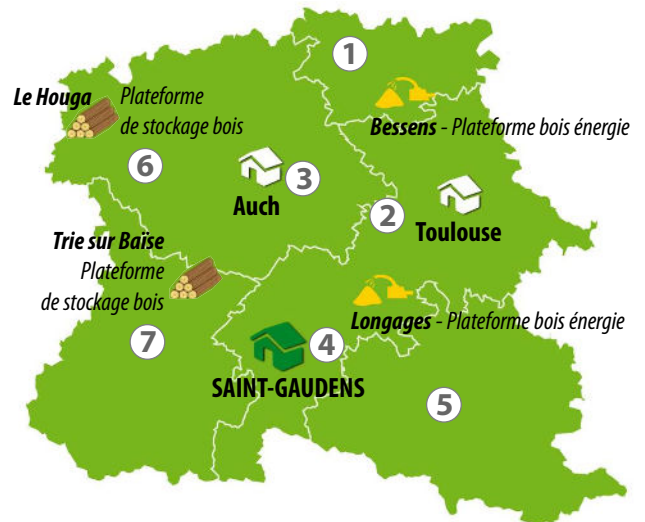 1
Le Houga Plateforme
de stockage bois
Bessens - Plateforme bois énergie
6
3
Auch
2
Toulouse
Trie sur Baïse
Plateforme
de stockage bois
Longages - Plateforme bois énergie
7
4
SAINT-GAUDENS
5